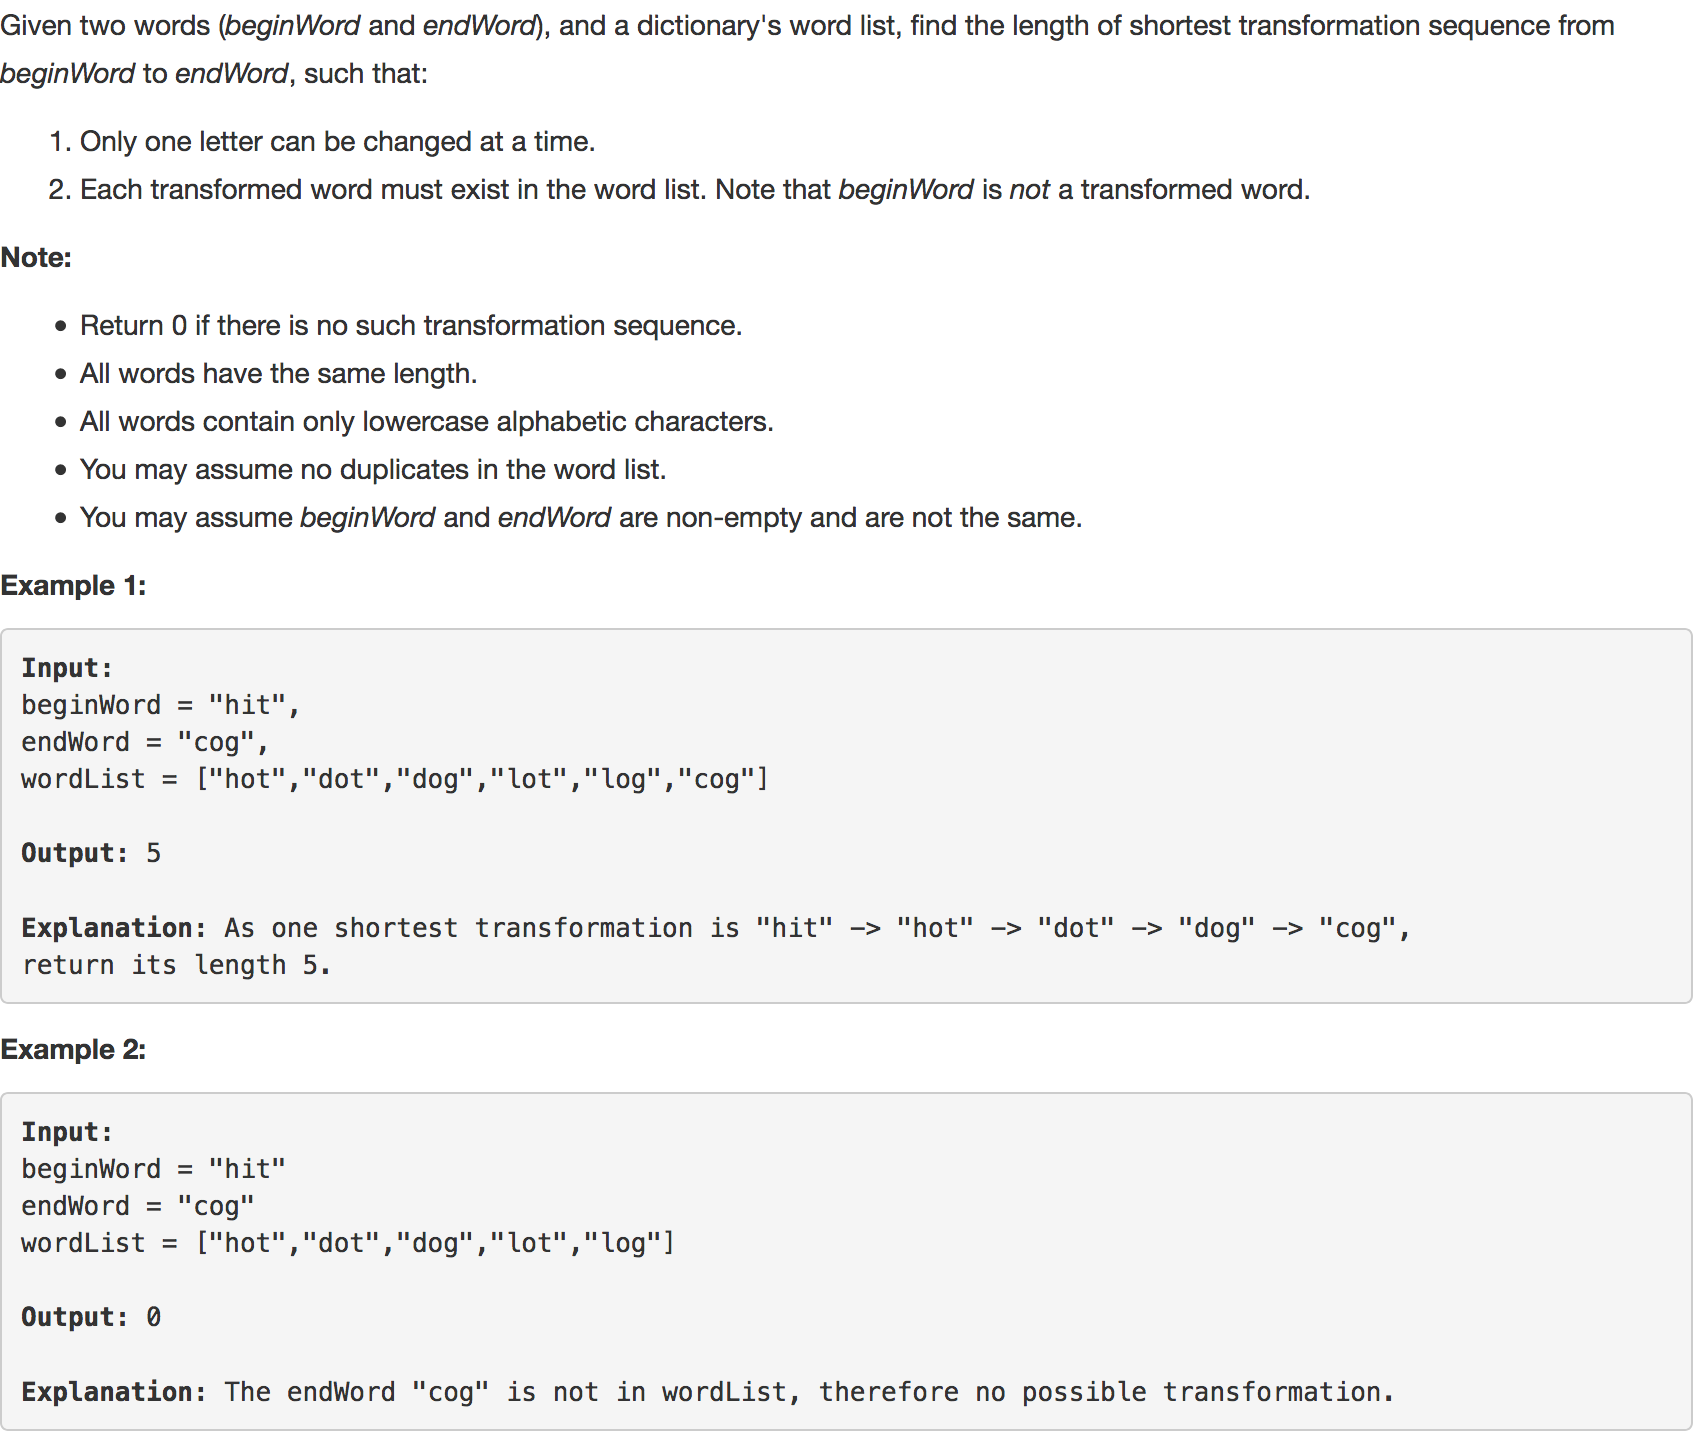 Given two words (beginWord and endWord), and a dictionary's word list, find the length of shortest transformation sequence from
beginWord to endWord, such that:
1. Only one letter can be changed at a time.
2. Each transformed word must exist in the word list. Note that beginWord is not a transformed word.
Note:
• Return 0 if there is no such transformation sequence.
• All words have the same length.
• All words contain only lowercase alphabetic characters.
• You may assume no duplicates in the word list.
• You may assume beginWord and endWord are non-empty and are not the same.
Example 1:
Input:
beginWord = "hit",
endWord = "cog",
wordList = ["hot","dot","dog","lot","log","cog"]
Output: 5
Explanation: As one shortest transformation is "hit" -> "hot" -> "dot" -> "dog" -> "cog",
return its length 5.
Example 2:
Input:
beginWord = "hit"
endWord = "cog"
wordList = ["hot","dot","dog","lot","log"]
Output: 0
Explanation: The endWord "cog" is not in wordList, therefore no possible transformation.